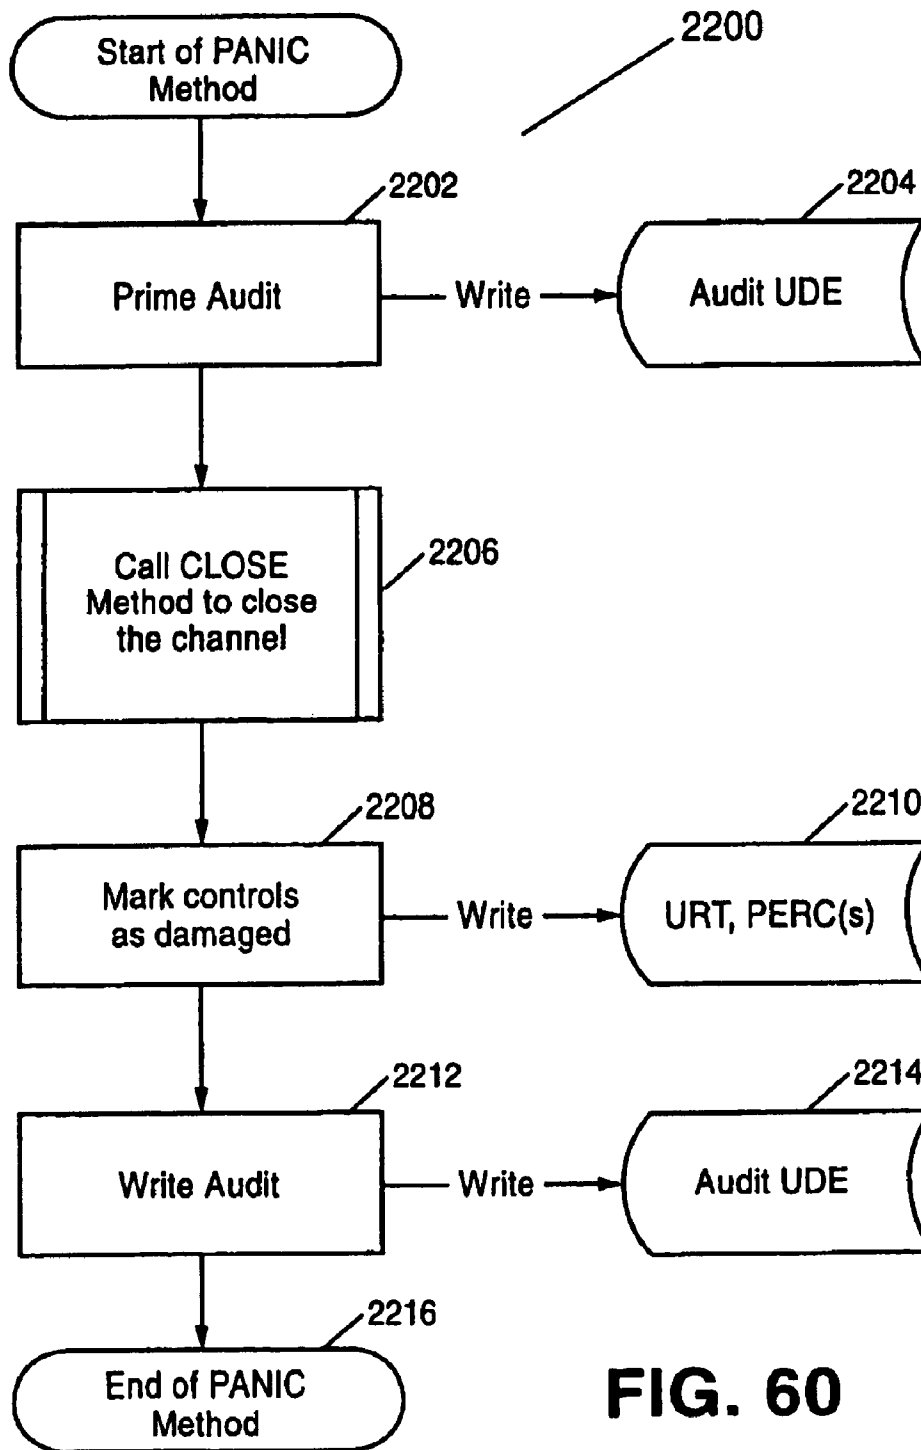 Start of PANIC
Method
2200
2202
Prime Audit
Write
2204
Audit UDE
Call CLOSE
Method to close
the channel
2206
2208
Mark controls
as damaged
Write
2210
URT, PERC(s)
2212
Write Audit
Write
2214
Audit UDE
2216
End of PANIC
Method
FIG. 60